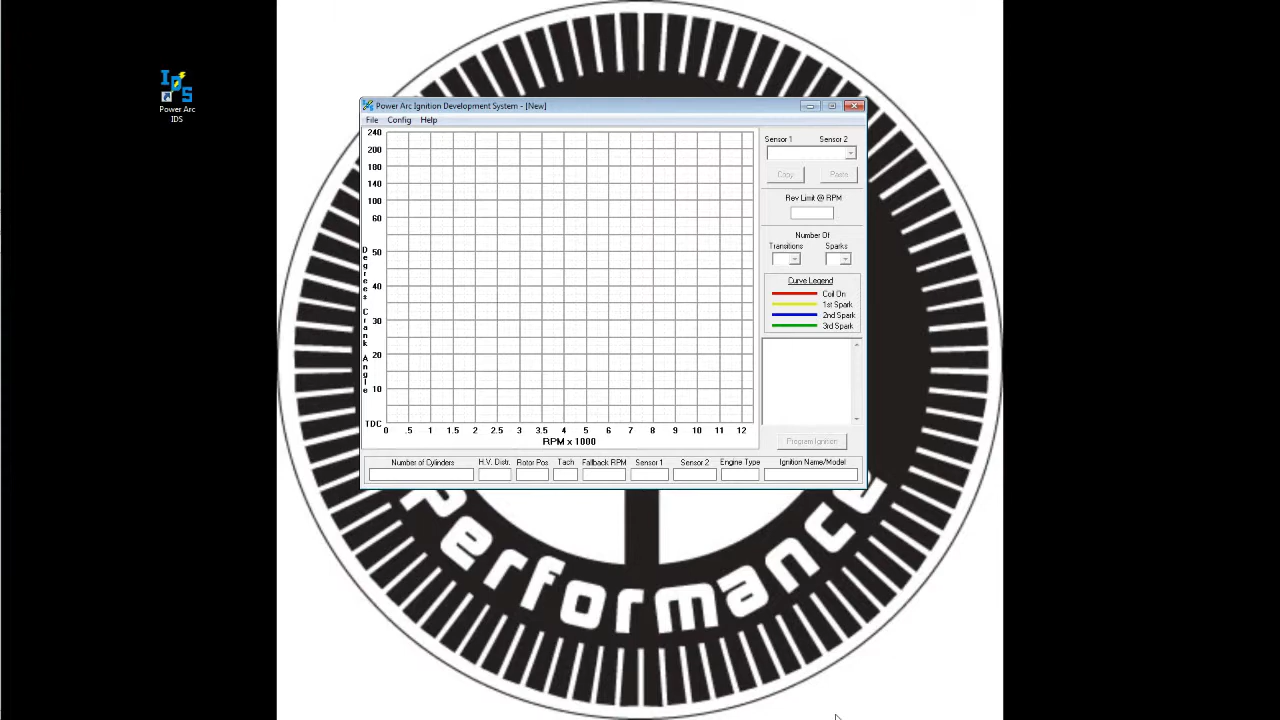 Power Arc
IDS
Power Arc Ignition Development System - [New]
File Config Help
240
200
180
140
100
60
50
40
30
20
10
TDC
Degrees Crank Angle
0 .5 1 1.5 2 2.5 3 3.5 4 5 6 7 8 9 10 11 12
RPM x 1000
Sensor 1 Sensor 2
Copy Paste
Rev Limit @ RPM
Number Of
Transitions Sparks
Curve Legend
Coil On
1st Spark
2nd Spark
3rd Spark
Program Ignition
Number of Cylinders H.V. Distr. Rotor Pos. Tach Fallback RPM Sensor 1 Sensor 2 Engine Type Ignition Name/Model
Performance